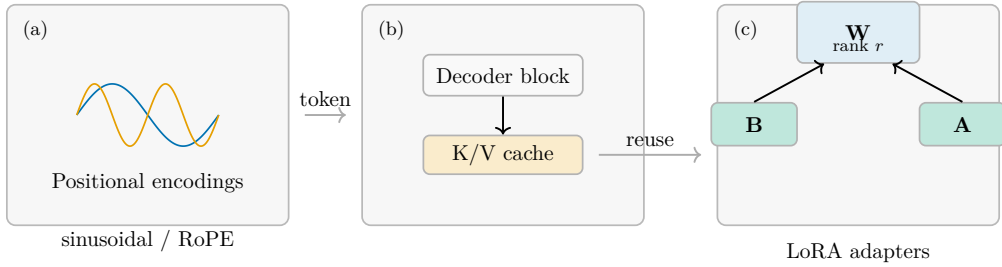 (a)
Positional encodings
sinusoidal / RoPE
token
(b)
Decoder block
K/V cache
reuse
(c)
W
rank r
B
A
LoRA adapters